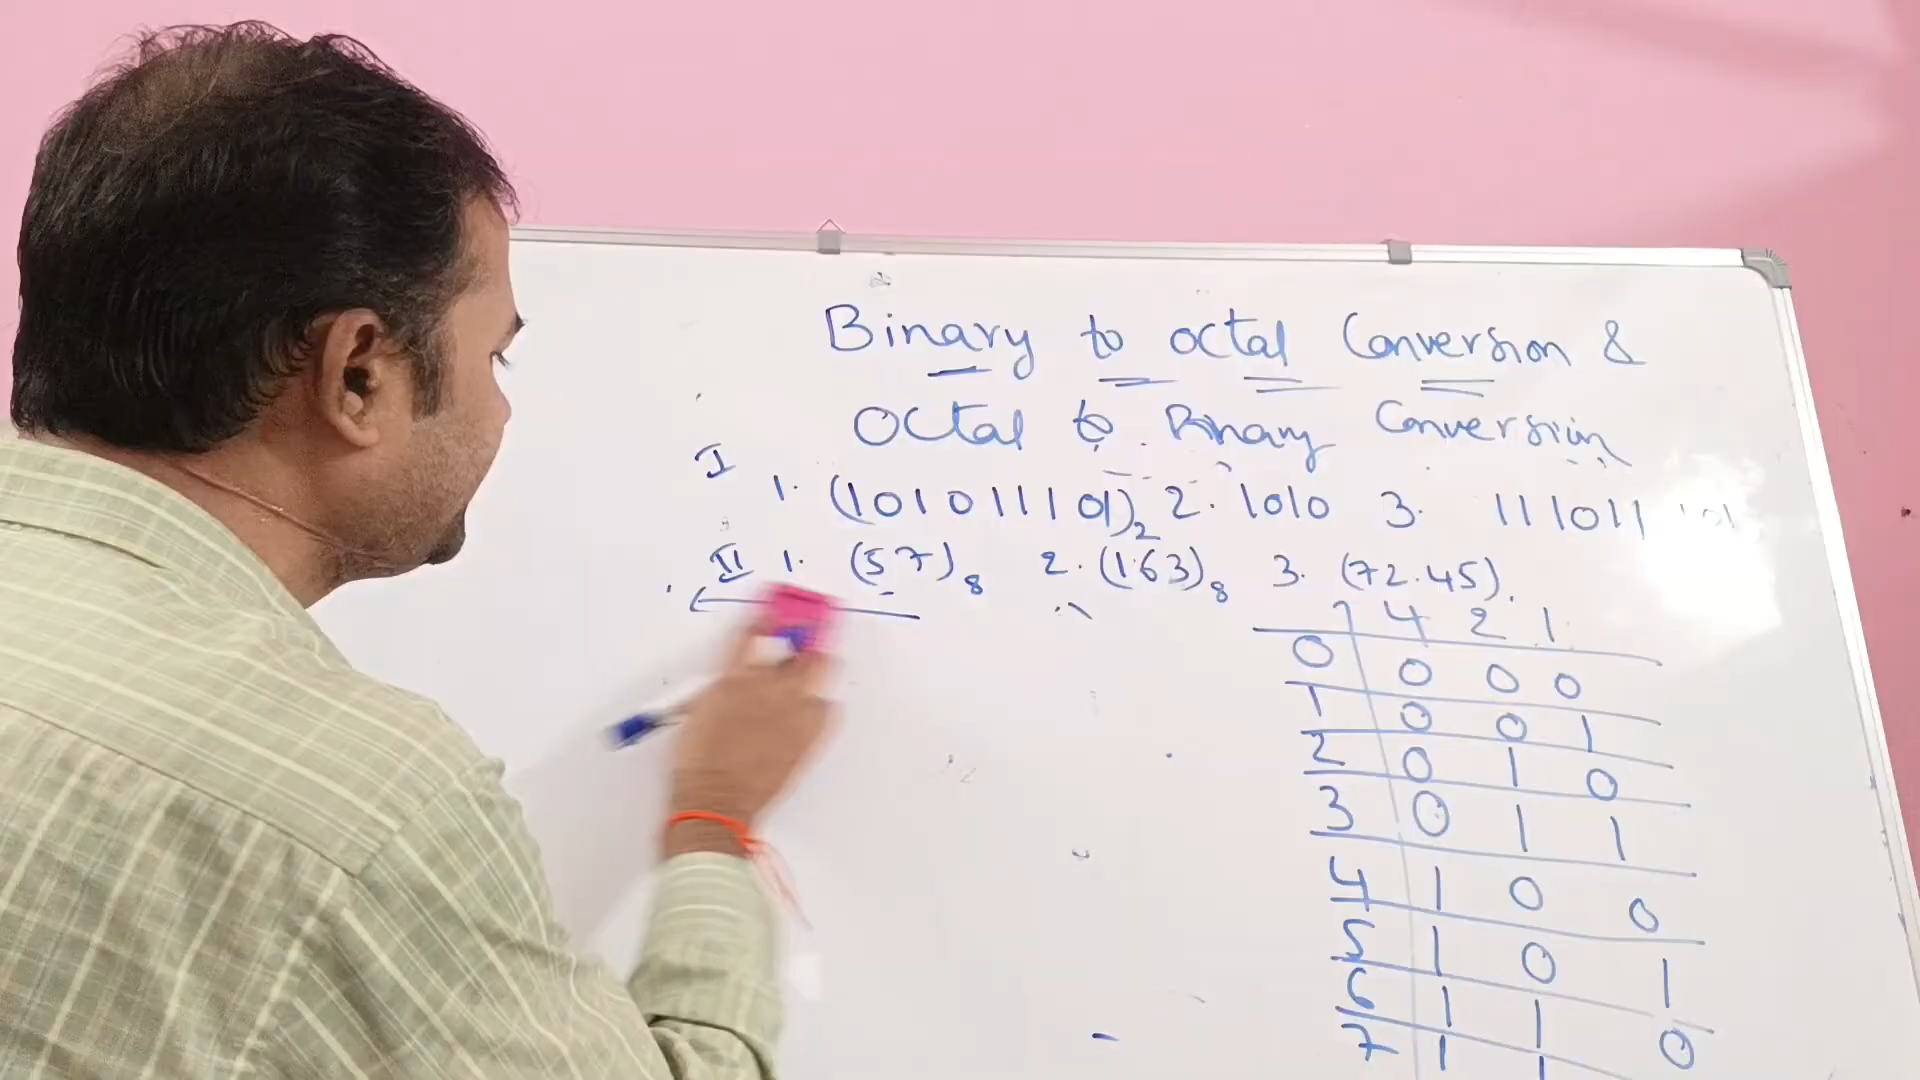 Binary to octal Conversion &
Octal to Binary Conversion
I
1. (101011101)2 2. 1010 3. 111011 101
II 1. (57)8 2. (163)8 3. (72.45).
4 2 1
0 0 0 0
1 0 0 1
2 0 1 0
3 0 1 1
4 1 0 0
5 1 0 1
6 1 1 0
7 1 1